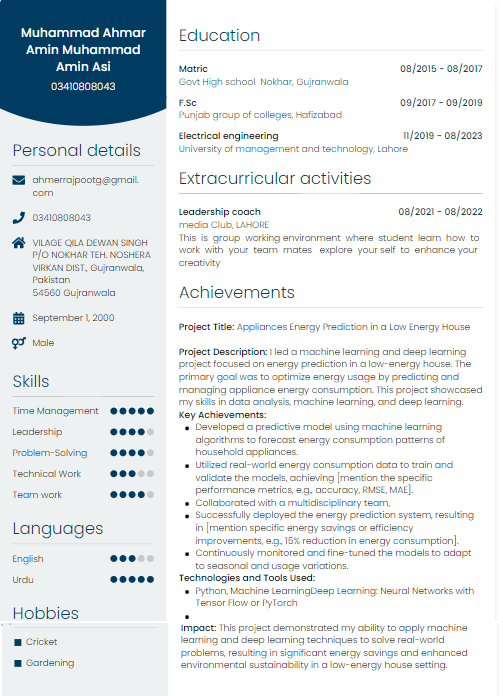 Muhammad Ahmar
Amin Muhammad
Amin Asi
03410808043
Personal details
ahmerrajpootg@gmail.
com
03410808043
VILAGE QILA DEWAN SINGH
P/O NOKHAR TEH. NOSHERA
VIRKAN DIST., Gujranwala,
Pakistan
54560 Gujranwala
September 1, 2000
Male
Skills
Time Management
Leadership
Problem-Solving
Technical Work
Team work
Languages
English
Urdu
Hobbies
Cricket
Gardening
Education
Matric 08/2015 - 08/2017
Govt High school Nokhar, Gujranwala
F.Sc 09/2017 - 09/2019
Punjab group of colleges, Hafizabad
Electrical engineering 11/2019 - 08/2023
University of management and technology, Lahore
Extracurricular activities
Leadership coach 08/2021 - 08/2022
media Club, LAHORE
This is group working environment where student learn how to
work with your team mates explore your self to enhance your
creativity
Achievements
Project Title: Appliances Energy Prediction in a Low Energy House
Project Description: I led a machine learning and deep learning
project focused on energy prediction in a low-energy house. The
primary goal was to optimize energy usage by predicting and
managing appliance energy consumption. This project showcased
my skills in data analysis, machine learning, and deep learning.
Key Achievements:
Developed a predictive model using machine learning
algorithms to forecast energy consumption patterns of
household appliances.
Utilized real-world energy consumption data to train and
validate the models, achieving [mention the specific
performance metrics, e.g., accuracy, RMSE, MAE].
Collaborated with a multidisciplinary team,
Successfully deployed the energy prediction system, resulting
in [mention specific energy savings or efficiency
improvements, e.g., 15% reduction in energy consumption].
Continuously monitored and fine-tuned the models to adapt
to seasonal and usage variations.
Technologies and Tools Used:
Python, Machine LearningDeep Learning: Neural Networks with
Tensor Flow or PyTorch
Impact: This project demonstrated my ability to apply machine
learning and deep learning techniques to solve real-world
problems, resulting in significant energy savings and enhanced
environmental sustainability in a low-energy house setting.